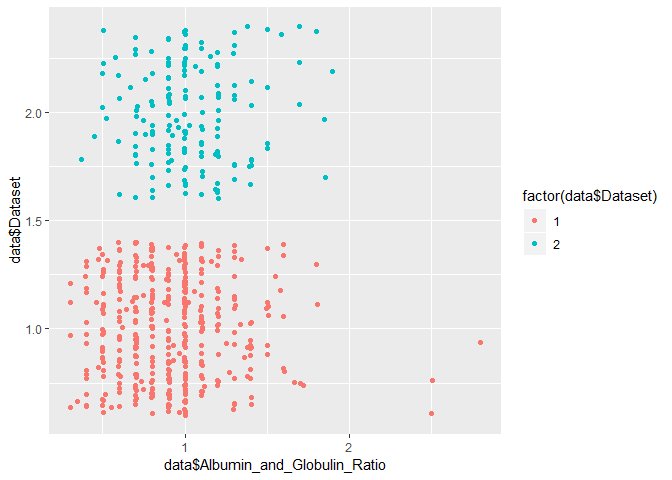 data$Dataset
2.0
1.5
1.0
1
2
data$Albumin_and_Globulin_Ratio
factor(data$Dataset)
1
2